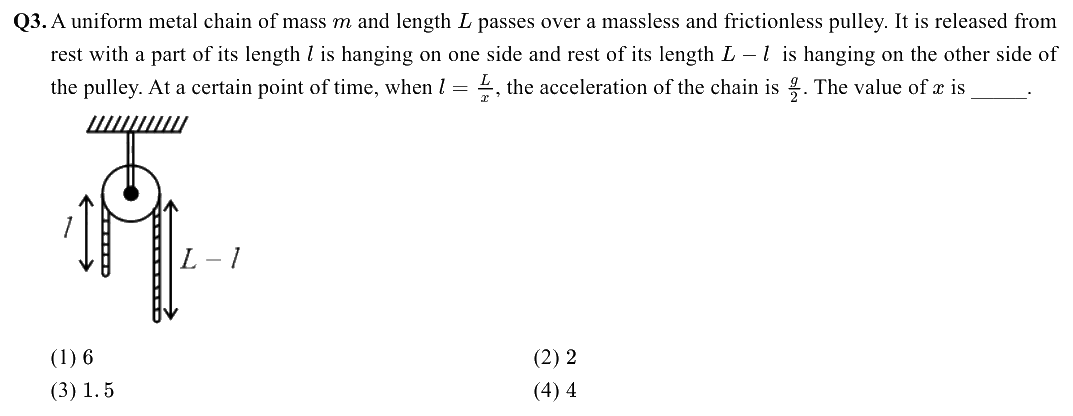 Q3. A uniform metal chain of mass m and length L passes over a massless and frictionless pulley. It is released from
rest with a part of its length l is hanging on one side and rest of its length L − l is hanging on the other side of
the pulley. At a certain point of time, when l = L/x, the acceleration of the chain is g/2. The value of x is _____.
l
L − l
(1) 6 (2) 2
(3) 1.5 (4) 4